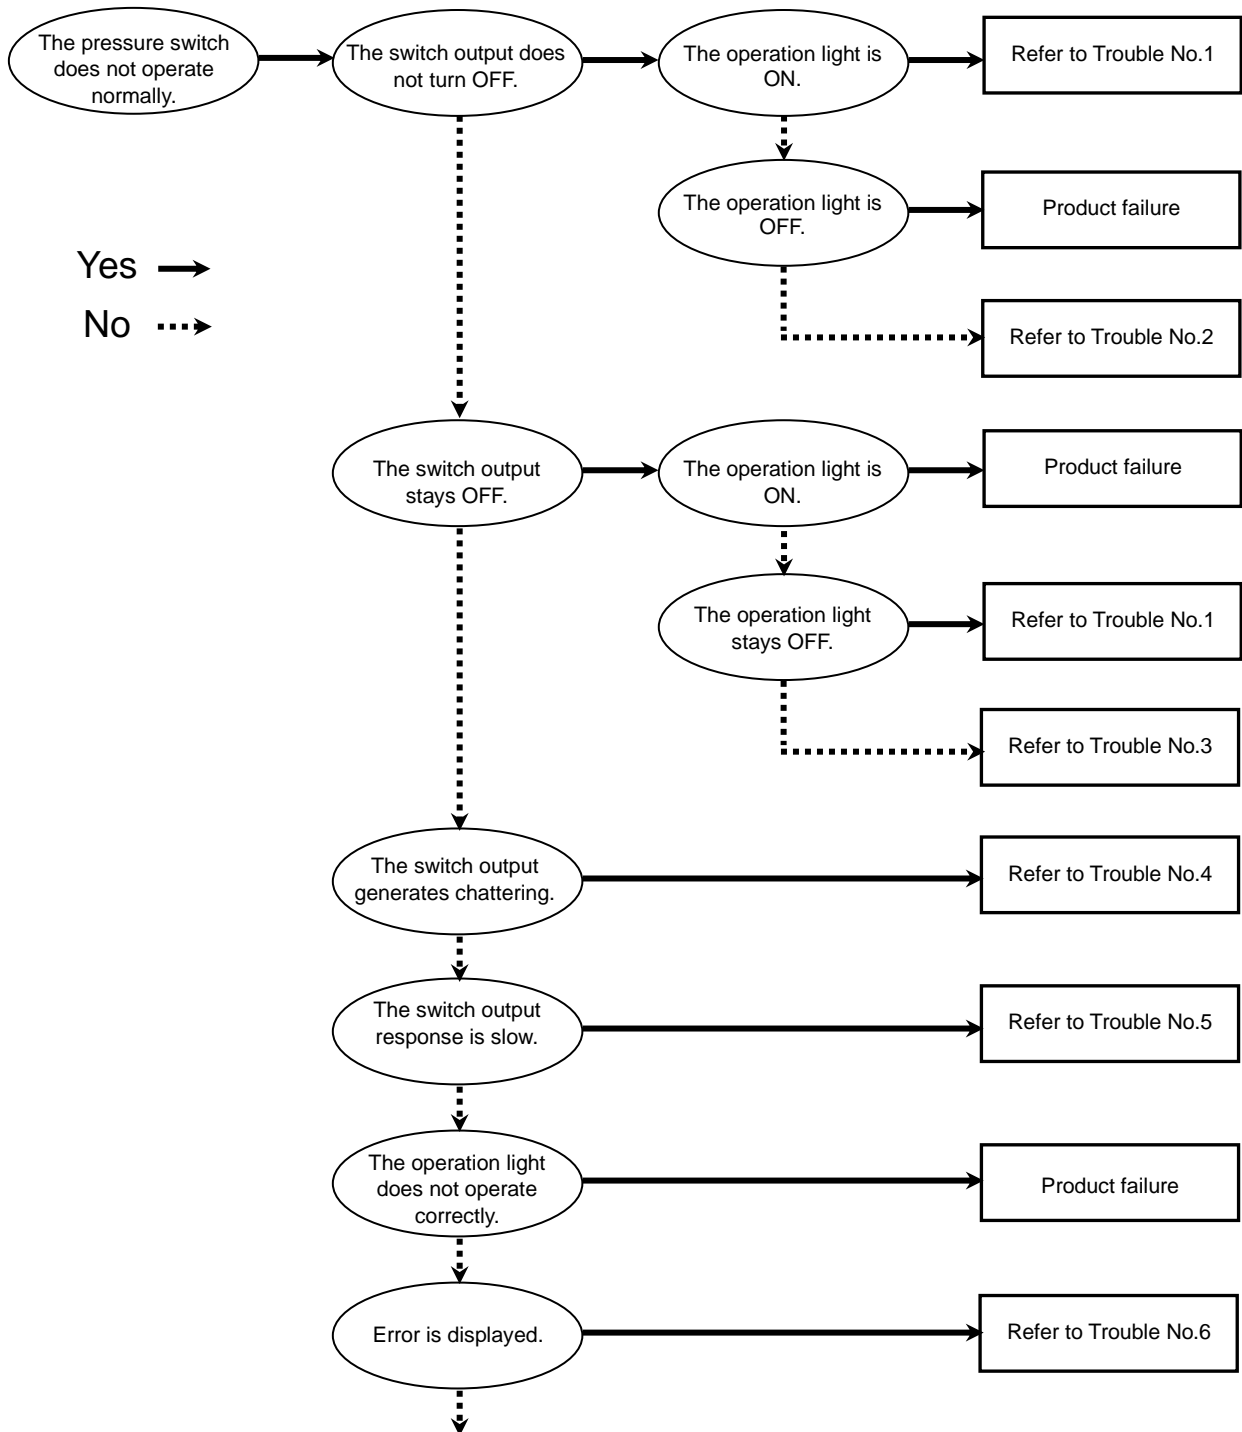 The pressure switch
does not operate
normally.
The switch output does
not turn OFF.
The operation light is
ON.
Refer to Trouble No.1
The operation light is
OFF.
Product failure
Yes
No
Refer to Trouble No.2
The switch output
stays OFF.
The operation light is
ON.
Product failure
The operation light
stays OFF.
Refer to Trouble No.1
Refer to Trouble No.3
The switch output
generates chattering.
Refer to Trouble No.4
The switch output
response is slow.
Refer to Trouble No.5
The operation light
does not operate
correctly.
Product failure
Error is displayed.
Refer to Trouble No.6